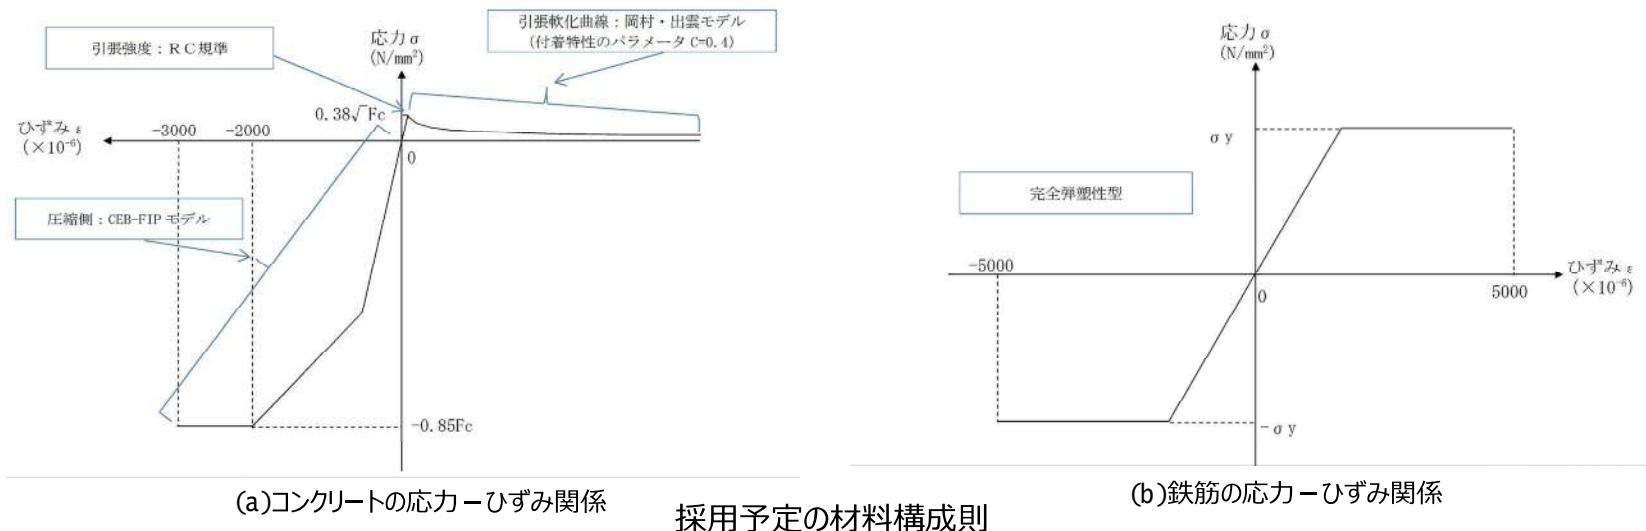 引張強度：ＲＣ規準
応力σ
(N/mm²)
引張軟化曲線：岡村・出雲モデル
(付着特性のパラメータ C=0.4)
0.38√Fc
ひずみ ε
(×10⁻⁶)
-3000
-2000
0
圧縮側：CEB-FIP モデル
-0.85Fc
(a)コンクリートの応力－ひずみ関係
応力σ
(N/mm²)
σy
完全弾塑性型
-5000
0
5000
ひずみ ε
(×10⁻⁶)
-σy
(b)鉄筋の応力－ひずみ関係
採用予定の材料構成則